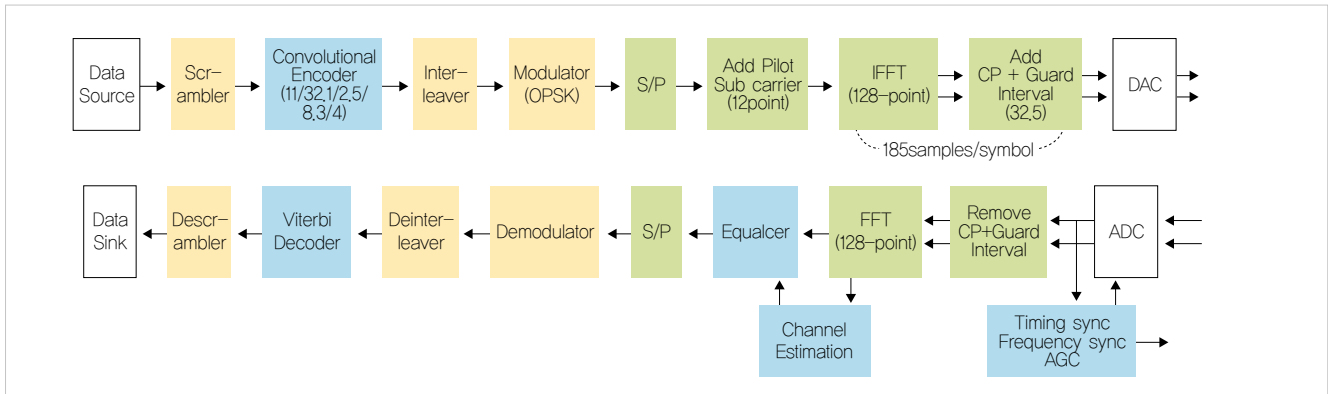 Data
Source
Scr-
ambler
Convolutional
Encoder
(11/32.1/2.5/
8.3/4)
Inter-
leaver
Modulator
(OPSK)
S/P
Add Pilot
Sub carrier
(12point)
IFFT
(128-point)
Add
CP + Guard
Interval
(32.5)
DAC
185samples/symbol
Data
Sink
Descr-
ambler
Viterbi
Decoder
Deinter-
leaver
Demodulator
S/P
Equalcer
FFT
(128-point)
Remove
CP+Guard
Interval
ADC
Channel
Estimation
Timing sync
Frequency sync
AGC